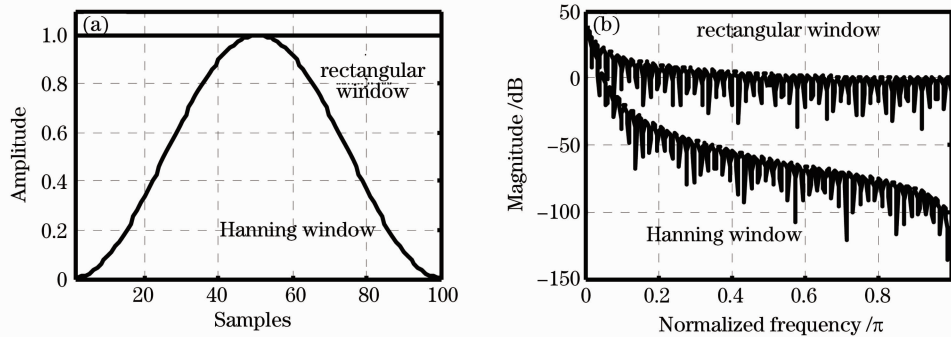 (a)
1.0
0.8
0.6
0.4
0.2
0
20
40
60
80
100
Amplitude
Samples
rectangular
window
Hanning window
(b)
50
0
−50
−100
−150
0
0.2
0.4
0.6
0.8
Magnitude /dB
Normalized frequency /π
rectangular window
Hanning window